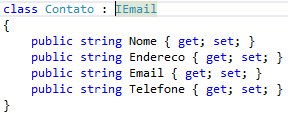 class Contato : IEmail
{
    public string Nome { get; set; }
    public string Endereco { get; set; }
    public string Email { get; set; }
    public string Telefone { get; set; }
}